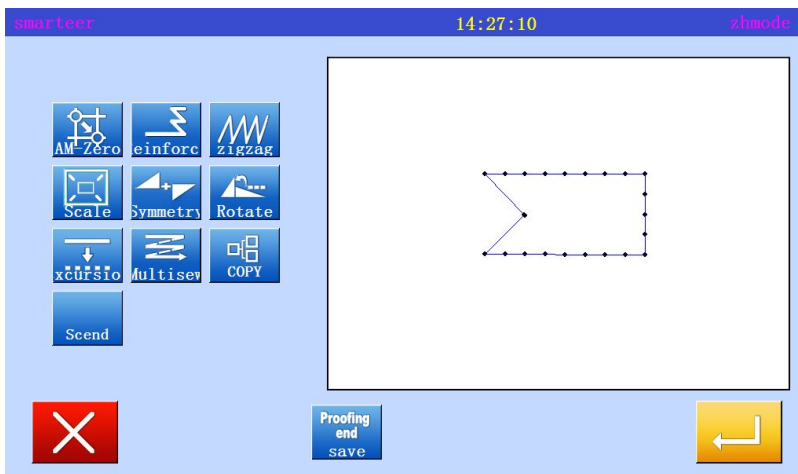 smarteer 14:27:10 zhmode
AM-Zero einforc zigzag
Scale Symmetry Rotate
xcursio Multisew COPY
Scend
Proofing
end
save